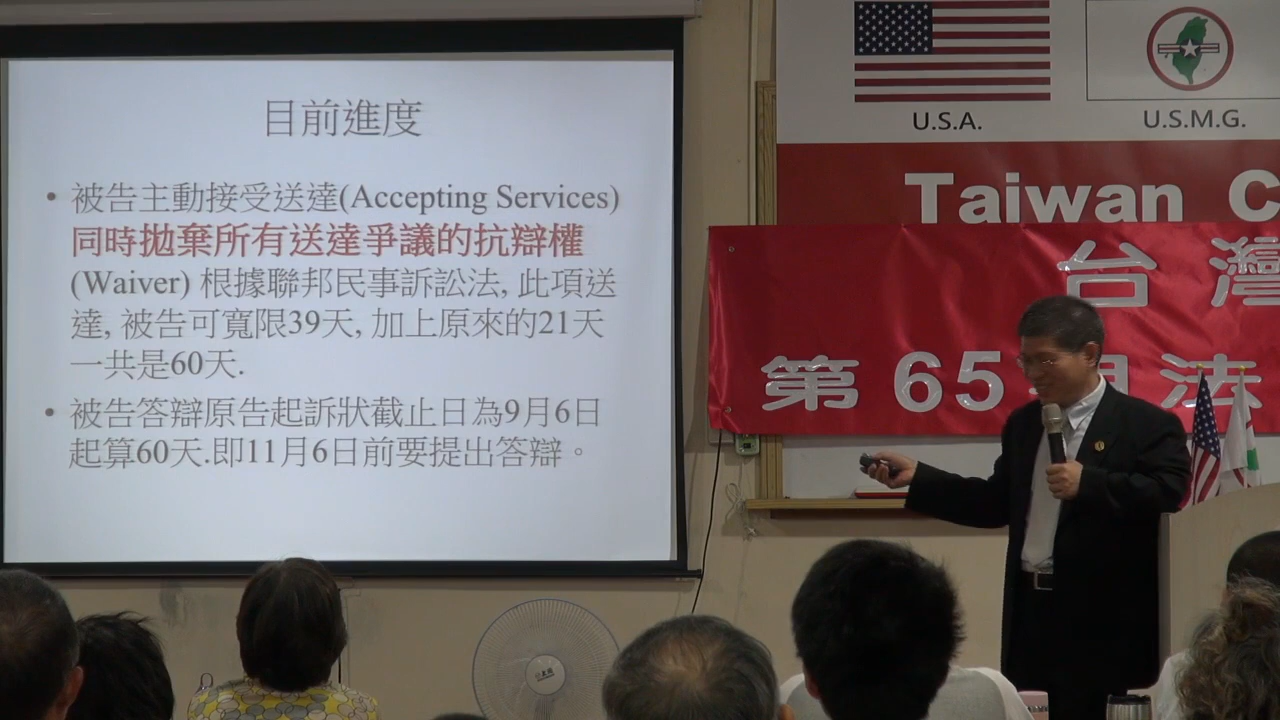 目前進度
• 被告主動接受送達(Accepting Services)
同時拋棄所有送達爭議的抗辯權
(Waiver) 根據聯邦民事訴訟法, 此項送
達, 被告可寬限39天, 加上原來的21天
一共是60天.
• 被告答辯原告起訴狀截止日為9月6日
起算60天.即11月6日前要提出答辯。
U.S.A.
U.S.M.G.
Taiwan C
台灣
第65期法